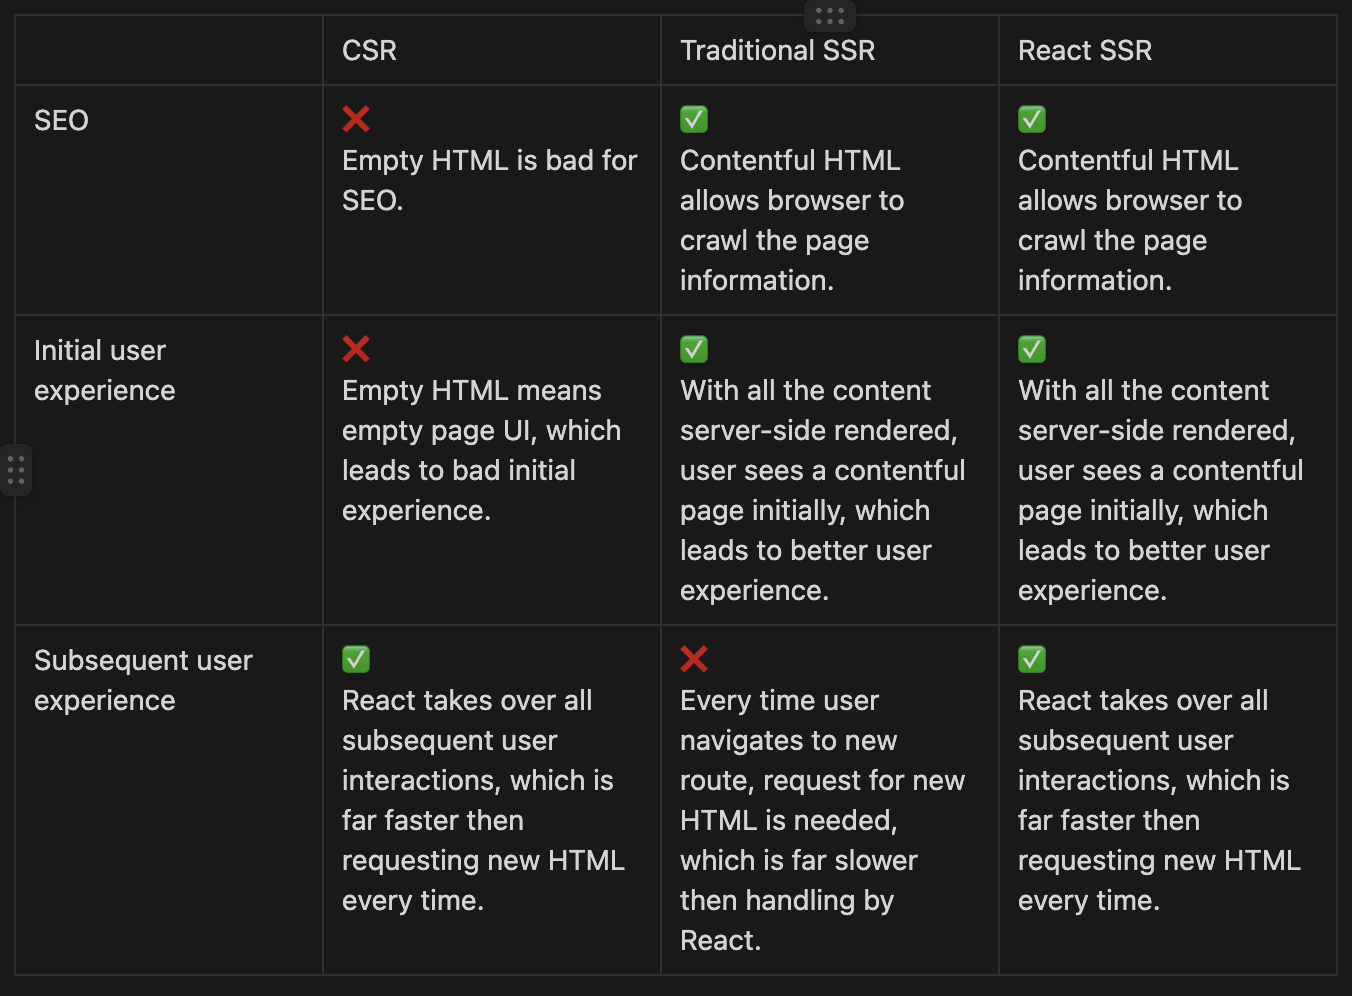 CSR
Traditional SSR
React SSR
SEO
❌
Empty HTML is bad for
SEO.
✅
Contentful HTML
allows browser to
crawl the page
information.
✅
Contentful HTML
allows browser to
crawl the page
information.
Initial user
experience
❌
Empty HTML means
empty page UI, which
leads to bad initial
experience.
✅
With all the content
server-side rendered,
user sees a contentful
page initially, which
leads to better user
experience.
✅
With all the content
server-side rendered,
user sees a contentful
page initially, which
leads to better user
experience.
Subsequent user
experience
✅
React takes over all
subsequent user
interactions, which is
far faster then
requesting new HTML
every time.
❌
Every time user
navigates to new
route, request for new
HTML is needed,
which is far slower
then handling by
React.
✅
React takes over all
subsequent user
interactions, which is
far faster then
requesting new HTML
every time.